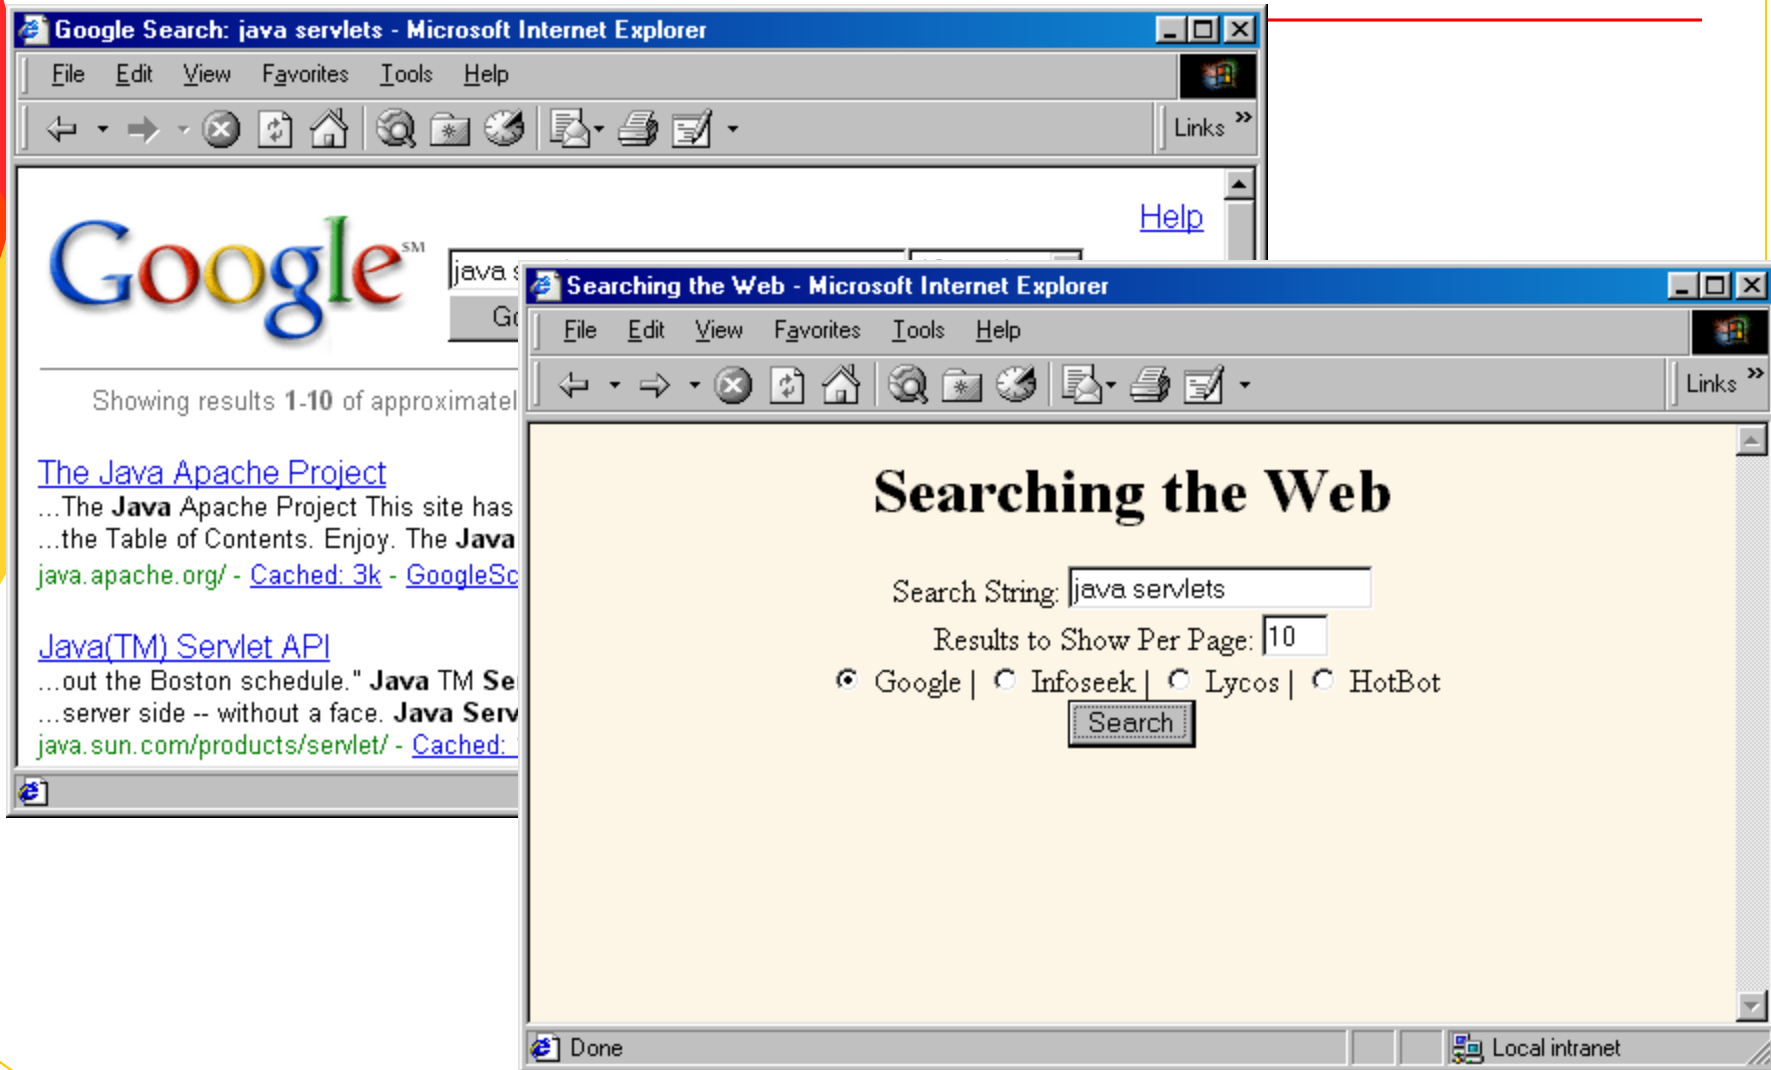 Google Search: java servlets - Microsoft Internet Explorer
File Edit View Favorites Tools Help
Links »
Help
Google SM
java s
Showing results 1-10 of approximatel
The Java Apache Project
...The Java Apache Project This site has
...the Table of Contents. Enjoy. The Java
java.apache.org/ - Cached: 3k - GoogleSc
Java(TM) Servlet API
...out the Boston schedule." Java TM Se
...server side -- without a face. Java Serv
java.sun.com/products/servlet/ - Cached:
Searching the Web - Microsoft Internet Explorer
File Edit View Favorites Tools Help
Links »
Searching the Web
Search String: java servlets
Results to Show Per Page: 10
Google | Infoseek | Lycos | HotBot
Search
Done
Local intranet